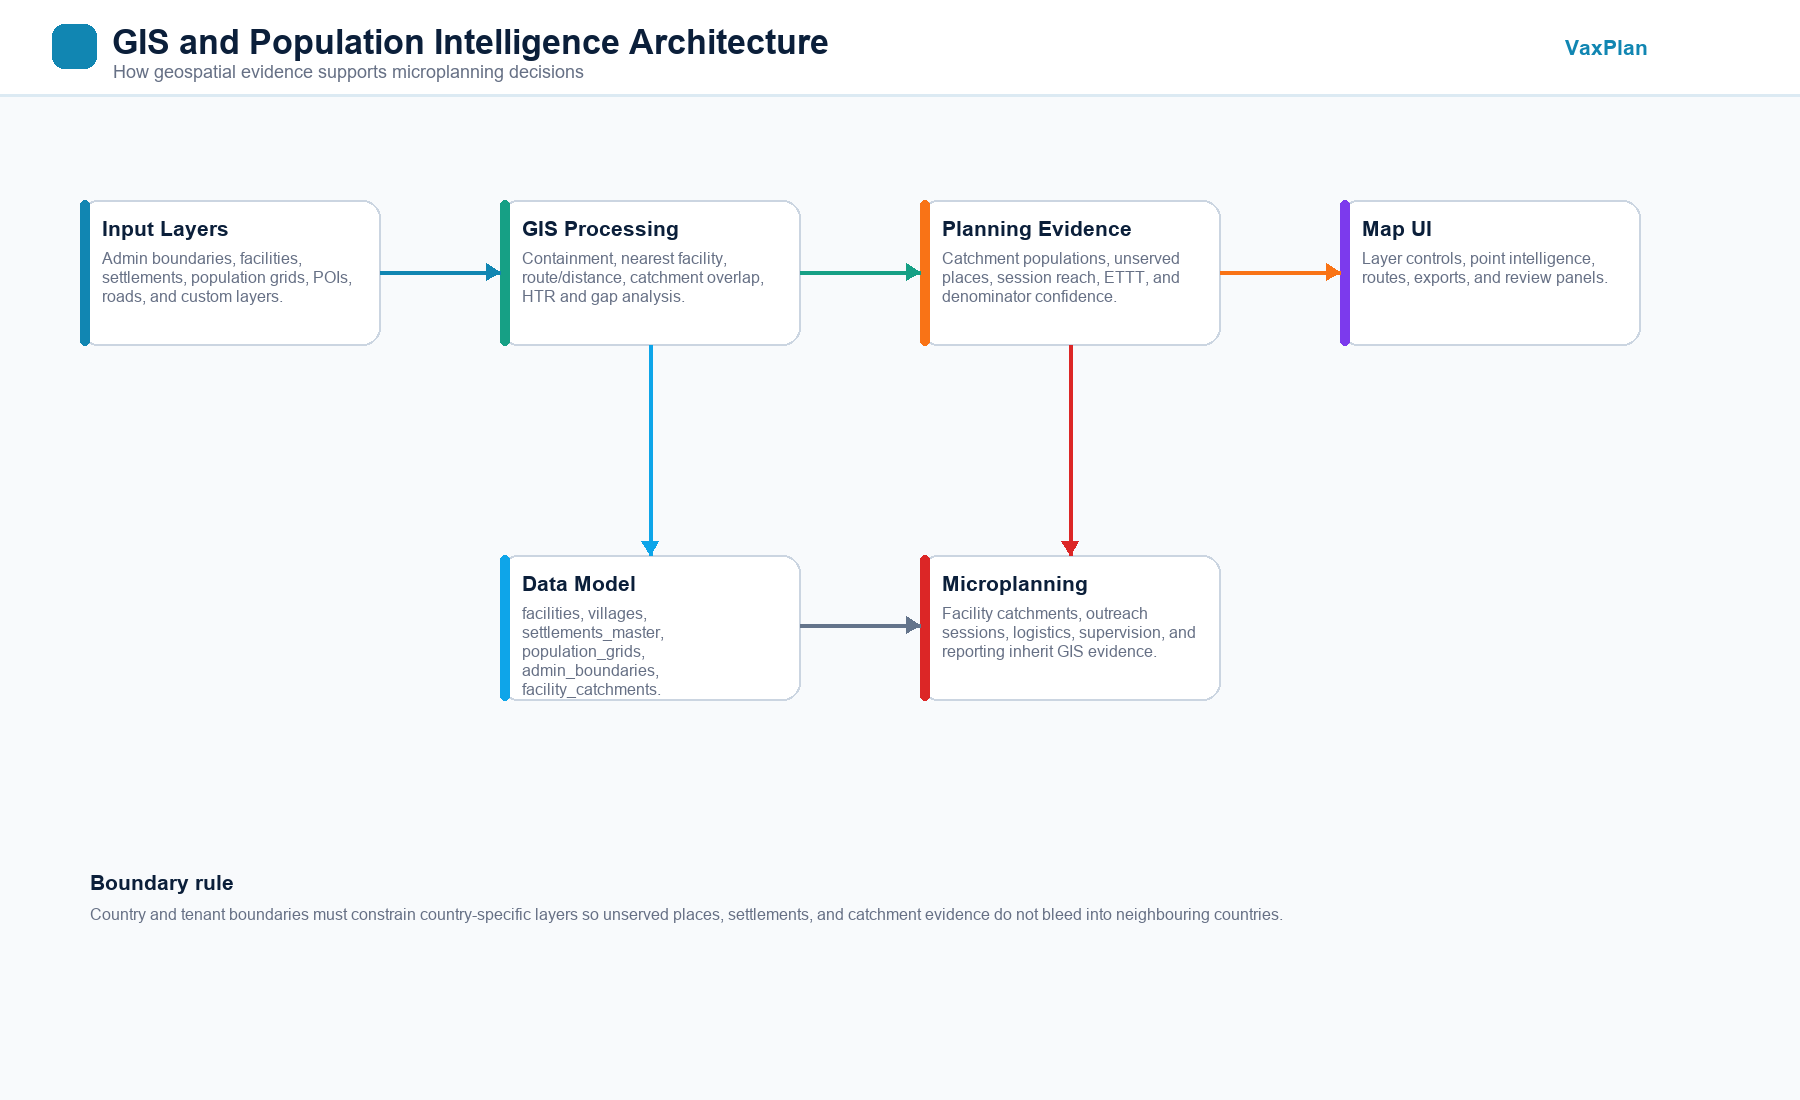 GIS and Population Intelligence Architecture
How geospatial evidence supports microplanning decisions
VaxPlan
Input Layers
Admin boundaries, facilities,
settlements, population grids, POIs,
roads, and custom layers.
GIS Processing
Containment, nearest facility,
route/distance, catchment overlap,
HTR and gap analysis.
Planning Evidence
Catchment populations, unserved
places, session reach, ETTT, and
denominator confidence.
Map UI
Layer controls, point intelligence,
routes, exports, and review panels.
Data Model
facilities, villages,
settlements_master,
population_grids,
admin_boundaries,
facility_catchments.
Microplanning
Facility catchments, outreach
sessions, logistics, supervision, and
reporting inherit GIS evidence.
Boundary rule
Country and tenant boundaries must constrain country-specific layers so unserved places, settlements, and catchment evidence do not bleed into neighbouring countries.